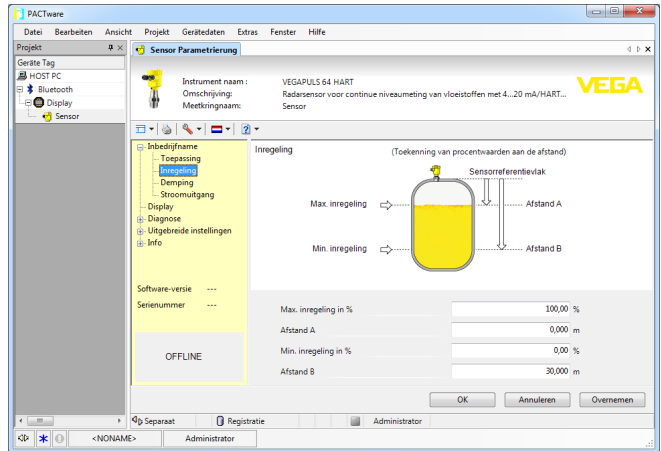 PACTware
Datei Bearbeiten Ansicht Projekt Gerätedaten Extras Fenster Hilfe
Projekt
Geräte Tag
HOST PC
Bluetooth
Display
Sensor
Sensor Parametrierung
Instrument naam : VEGAPULS 64 HART
Omschrijving: Radarsensor voor continue niveaumeting van vloeistoffen met 4...20 mA/HART...
Meetkringnaam: Sensor
VEGA
Inbedrijfname
Toepassing
Inregeling
Demping
Stroomuitgang
Display
Diagnose
Uitgebreide instellingen
Info
Software-versie ---
Serienummer ---
OFFLINE
Inregeling
(Toekenning van procentwaarden aan de afstand)
Sensorreferentievlak
Max. inregeling
Afstand A
Min. inregeling
Afstand B
Max. inregeling in % 100,00 %
Afstand A 0,000 m
Min. inregeling in % 0,00 %
Afstand B 30,000 m
OK Annuleren Overnemen
Separaat Registratie Administrator
<NONAME> Administrator